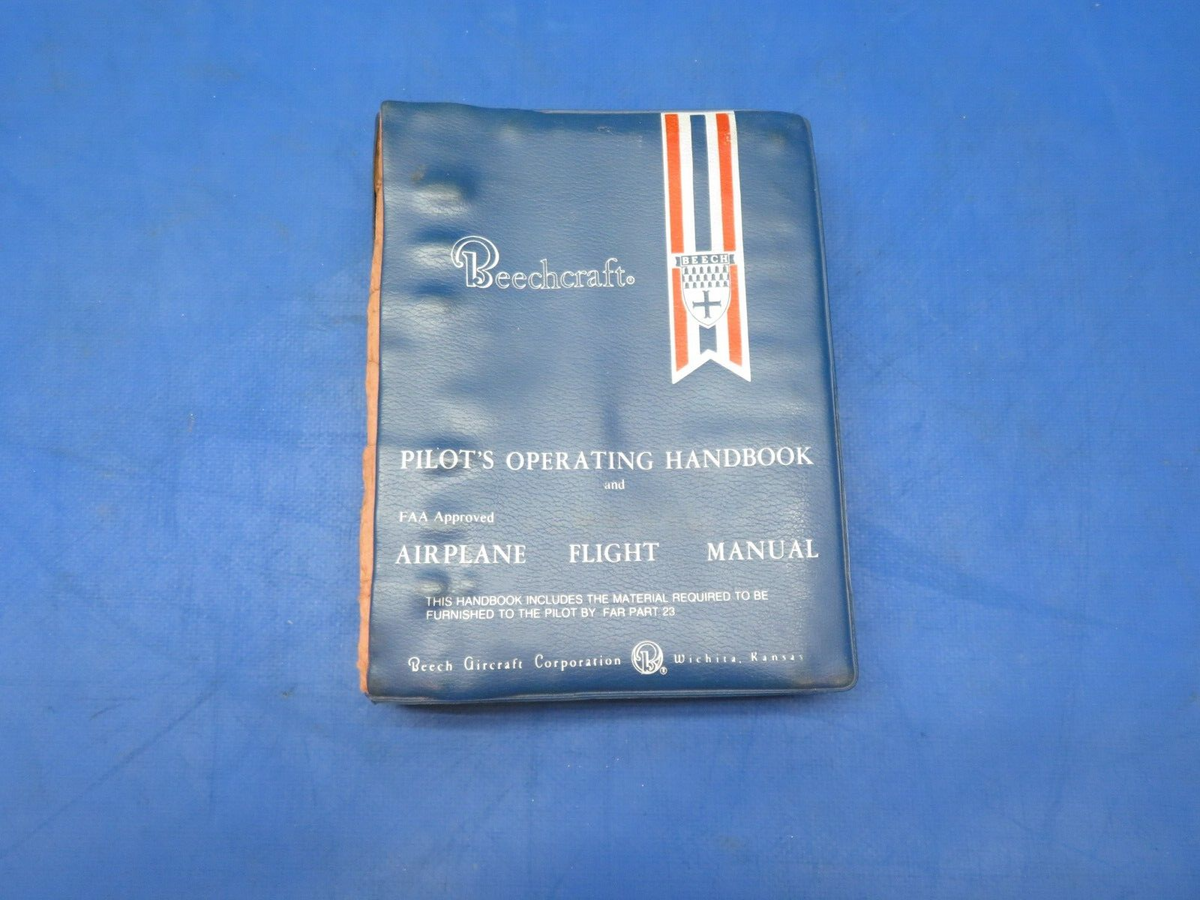 BEECH
Beechcraft®
PILOT'S OPERATING HANDBOOK
and
FAA Approved
AIRPLANE FLIGHT MANUAL
THIS HANDBOOK INCLUDES THE MATERIAL REQUIRED TO BE
FURNISHED TO THE PILOT BY FAR PART 23
Beech Aircraft Corporation B® Wichita, Kansas